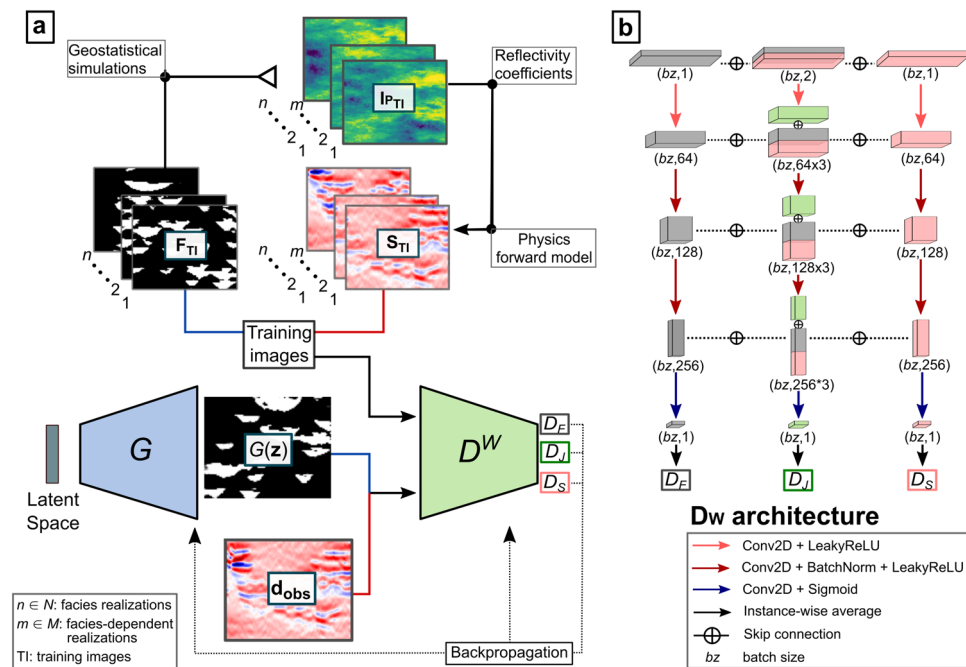 a
Geostatistical
simulations
I_P_TI
Reflectivity
coefficients
n
2
1
m
2
1
F_TI
n
2
1
S_TI
n
2
1
m
2
1
Physics
forward model
Training
images
Latent
Space
G
G(z)
D^W
D_F
D_J
D_S
d_obs
n ∈ N: facies realizations
m ∈ M: facies-dependent
realizations
TI: training images
Backpropagation
b
(bz,1)
(bz,2)
(bz,1)
(bz,64)
(bz,64x3)
(bz,64)
(bz,128)
(bz,128x3)
(bz,128)
(bz,256)
(bz,256*3)
(bz,256)
(bz,1)
(bz,1)
(bz,1)
D_F
D_J
D_S
Dw architecture
Conv2D + LeakyReLU
Conv2D + BatchNorm + LeakyReLU
Conv2D + Sigmoid
Instance-wise average
Skip connection
bz batch size